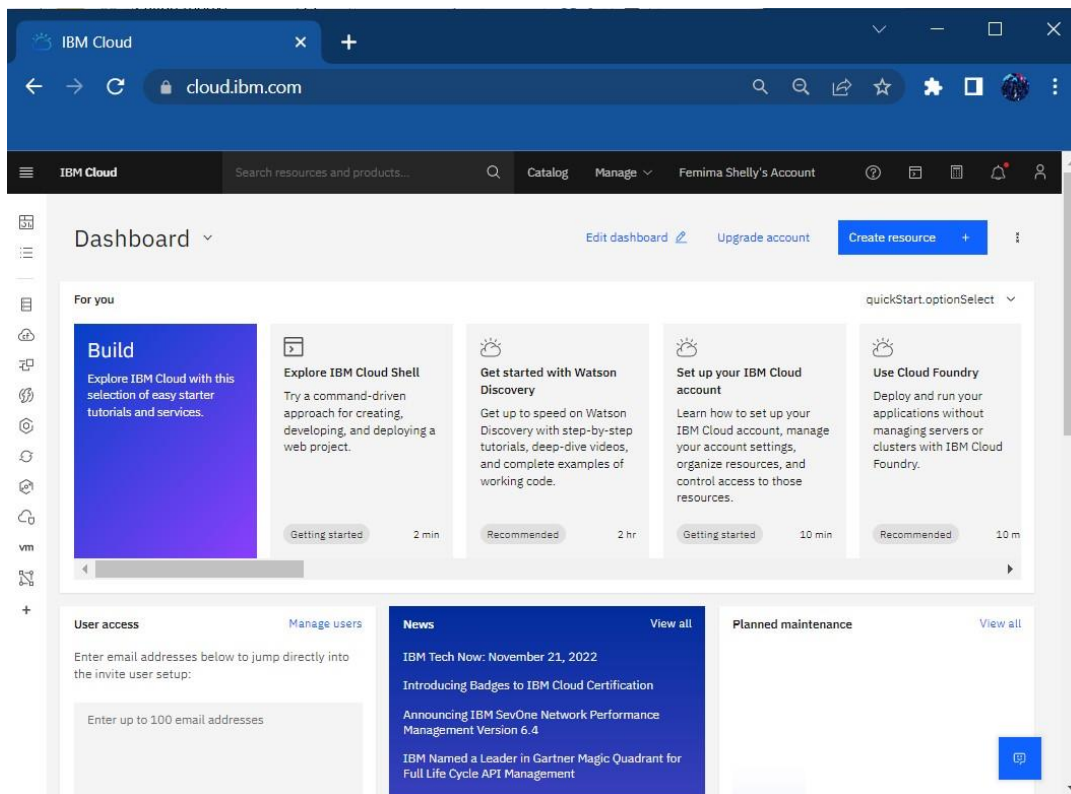 IBM Cloud
cloud.ibm.com
IBM Cloud
Search resources and products...
Catalog
Manage
Femima Shelly's Account
Dashboard
Edit dashboard
Upgrade account
Create resource +
For you
quickStart.optionSelect
Build
Explore IBM Cloud with this
selection of easy starter
tutorials and services.
Explore IBM Cloud Shell
Try a command-driven
approach for creating,
developing, and deploying a
web project.
Getting started
2 min
Get started with Watson
Discovery
Get up to speed on Watson
Discovery with step-by-step
tutorials, deep-dive videos,
and complete examples of
working code.
Recommended
2 hr
Set up your IBM Cloud
account
Learn how to set up your
IBM Cloud account, manage
your account settings,
organize resources, and
control access to those
resources.
Getting started
10 min
Use Cloud Foundry
Deploy and run your
applications without
managing servers or
clusters with IBM Cloud
Foundry.
Recommended
10 m
vm
User access
Manage users
Enter email addresses below to jump directly into
the invite user setup:
Enter up to 100 email addresses
News
View all
IBM Tech Now: November 21, 2022
Introducing Badges to IBM Cloud Certification
Announcing IBM SevOne Network Performance
Management Version 6.4
IBM Named a Leader in Gartner Magic Quadrant for
Full Life Cycle API Management
Planned maintenance
View all